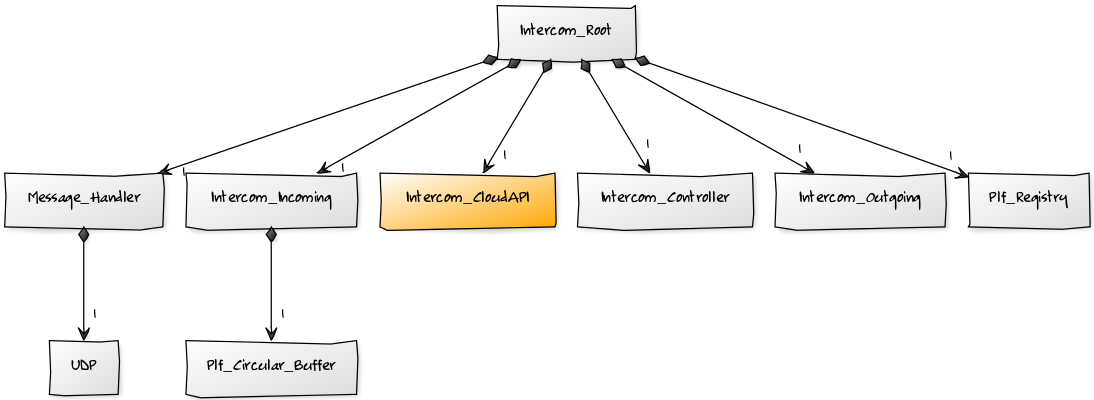 Intercom_Root
1
1
1
1
1
1
Message_Handler
Intercom_Incoming
Intercom_CloudAPI
Intercom_Controller
Intercom_Outgoing
Plf_Registry
1
1
UDP
Plf_Circular_Buffer